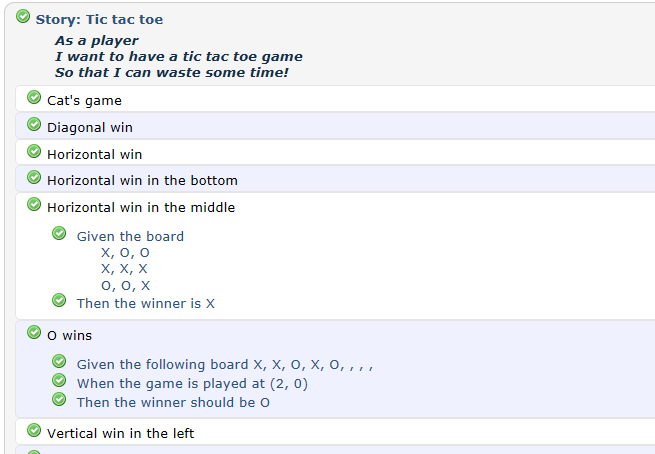 Story: Tic tac toe
As a player
I want to have a tic tac toe game
So that I can waste some time!
Cat's game
Diagonal win
Horizontal win
Horizontal win in the bottom
Horizontal win in the middle
Given the board
X, O, O
X, X, X
O, O, X
Then the winner is X
O wins
Given the following board X, X, O, X, O, , , ,
When the game is played at (2, 0)
Then the winner should be O
Vertical win in the left